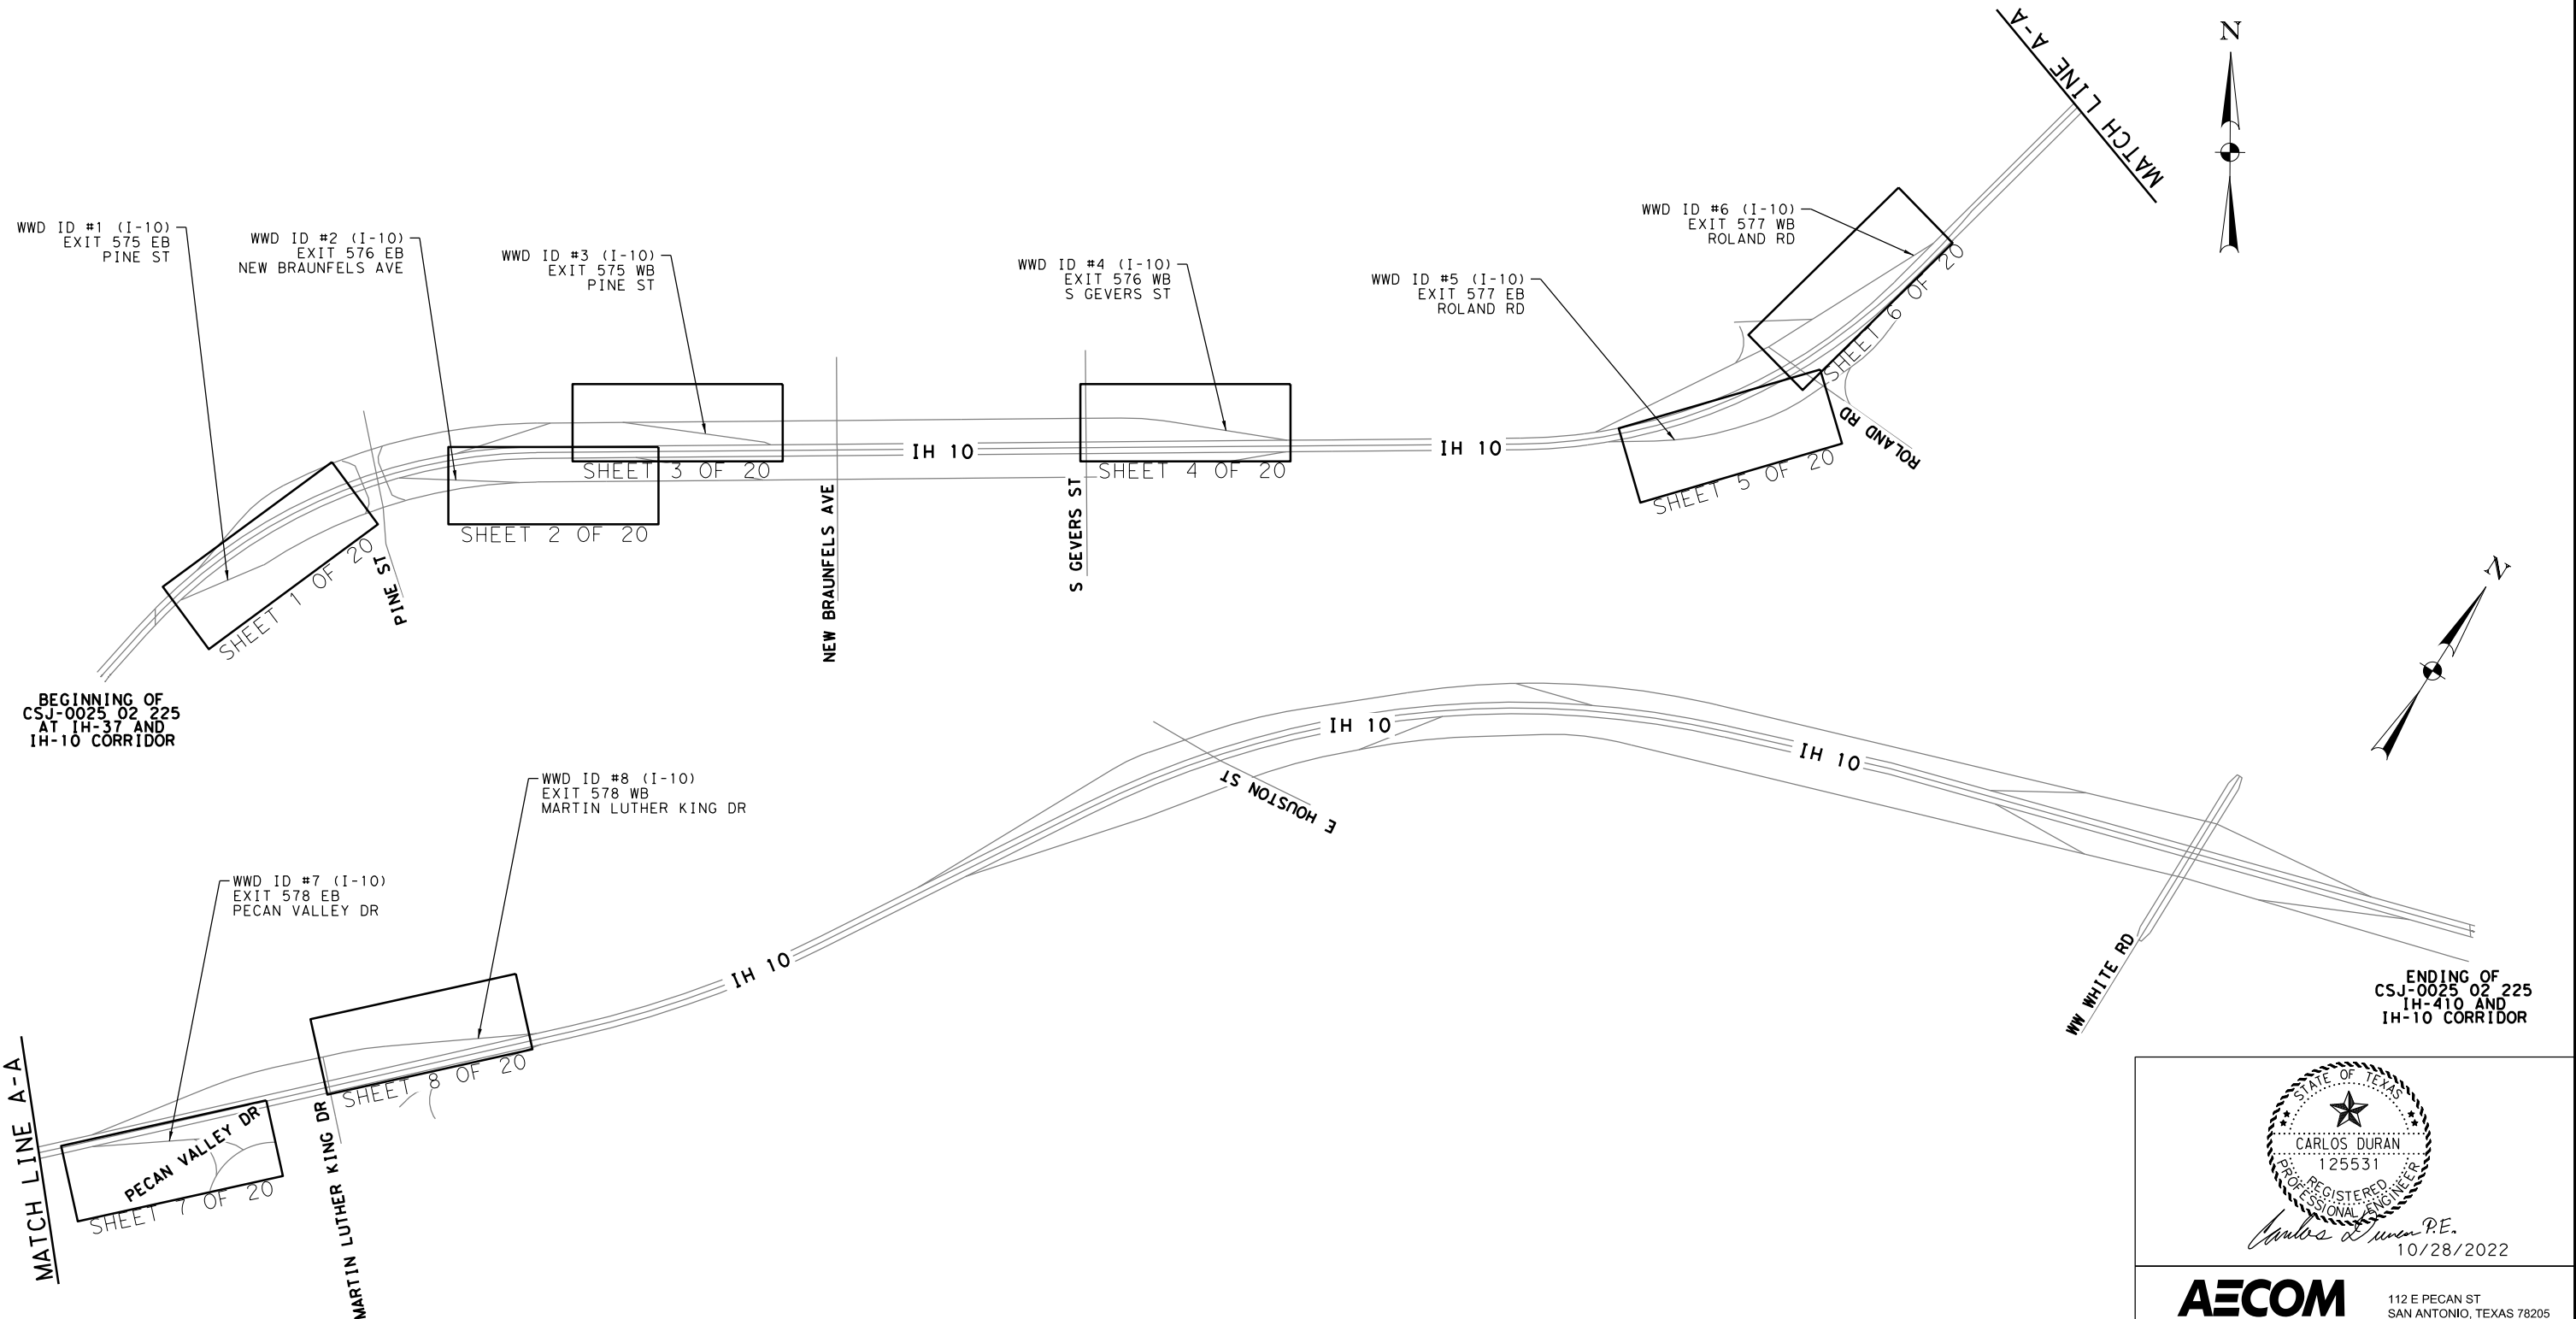 MATCH LINE A-A
N
WWD ID #1 (I-10)
EXIT 575 EB
PINE ST
WWD ID #2 (I-10)
EXIT 576 EB
NEW BRAUNFELS AVE
WWD ID #3 (I-10)
EXIT 575 WB
PINE ST
WWD ID #4 (I-10)
EXIT 576 WB
S GEVERS ST
WWD ID #5 (I-10)
EXIT 577 EB
ROLAND RD
WWD ID #6 (I-10)
EXIT 577 WB
ROLAND RD
SHEET 1 OF 20
SHEET 2 OF 20
SHEET 3 OF 20
SHEET 4 OF 20
SHEET 5 OF 20
SHEET 6 OF 20
IH 10
IH 10
PINE ST
NEW BRAUNFELS AVE
S GEVERS ST
ROLAND RD
BEGINNING OF
CSJ-0025 02 225
AT IH-37 AND
IH-10 CORRIDOR
N
WWD ID #8 (I-10)
EXIT 578 WB
MARTIN LUTHER KING DR
WWD ID #7 (I-10)
EXIT 578 EB
PECAN VALLEY DR
IH 10
IH 10
IH 10
E HOUSTON ST
WW WHITE RD
SHEET 8 OF 20
SHEET 7 OF 20
PECAN VALLEY DR
MARTIN LUTHER KING DR
MATCH LINE A-A
ENDING OF
CSJ-0025 02 225
IH-410 AND
IH-10 CORRIDOR
STATE OF TEXAS
CARLOS DURAN
125531
REGISTERED
PROFESSIONAL ENGINEER
Carlos Duran P.E.
10/28/2022
AECOM
112 E PECAN ST
SAN ANTONIO, TEXAS 78205